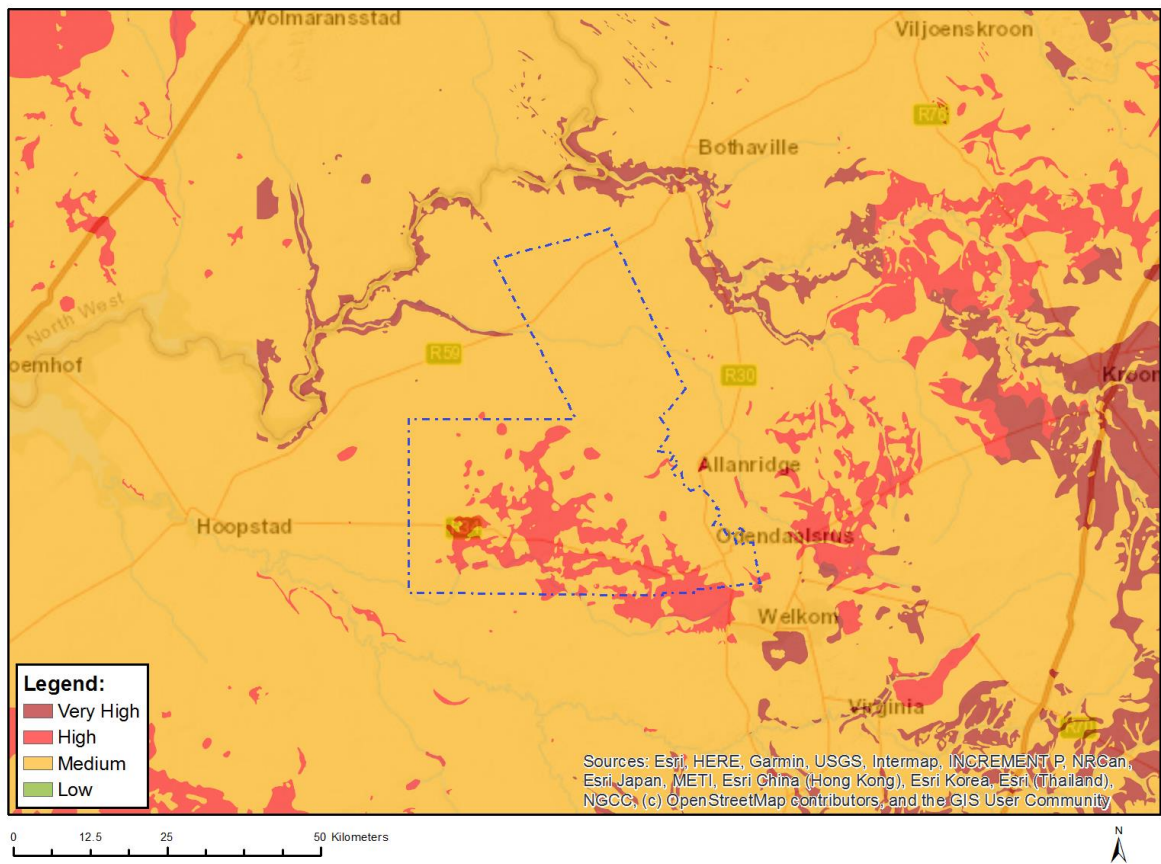 Wolmaransstad
Viljoenskroon
R76
Bothaville
North West
oemhof
R59
R30
Kroon
Allanridge
Hoopstad
Odendaalsrus
Welkom
Virginia
Legend:
Very High
High
Medium
Low
Sources: Esri, HERE, Garmin, USGS, Intermap, INCREMENT P, NRCan,
Esri Japan, METI, Esri China (Hong Kong), Esri Korea, Esri (Thailand),
NGCC, (c) OpenStreetMap contributors, and the GIS User Community
0 12.5 25 50 Kilometers
N